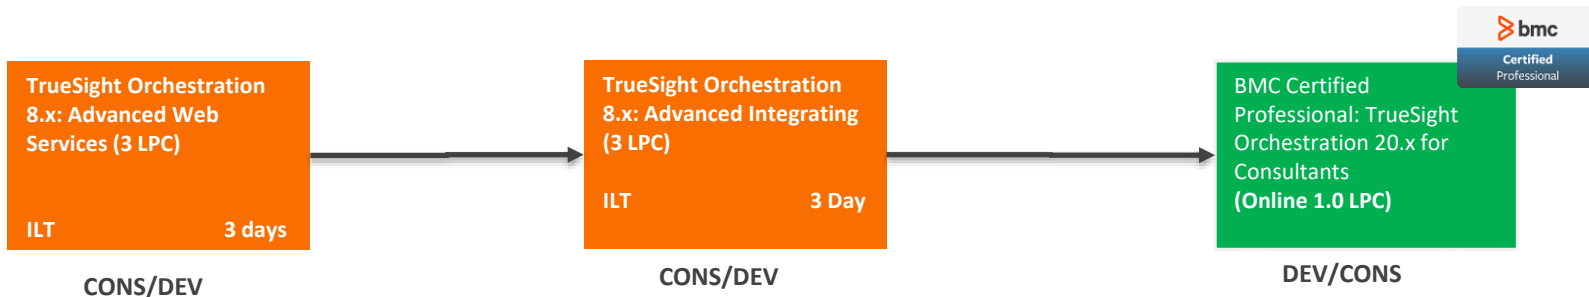 TrueSight Orchestration
8.x: Advanced Web
Services (3 LPC)
ILT 3 days
CONS/DEV
TrueSight Orchestration
8.x: Advanced Integrating
(3 LPC)
ILT 3 Day
CONS/DEV
bmc
Certified
Professional
BMC Certified
Professional: TrueSight
Orchestration 20.x for
Consultants
(Online 1.0 LPC)
DEV/CONS